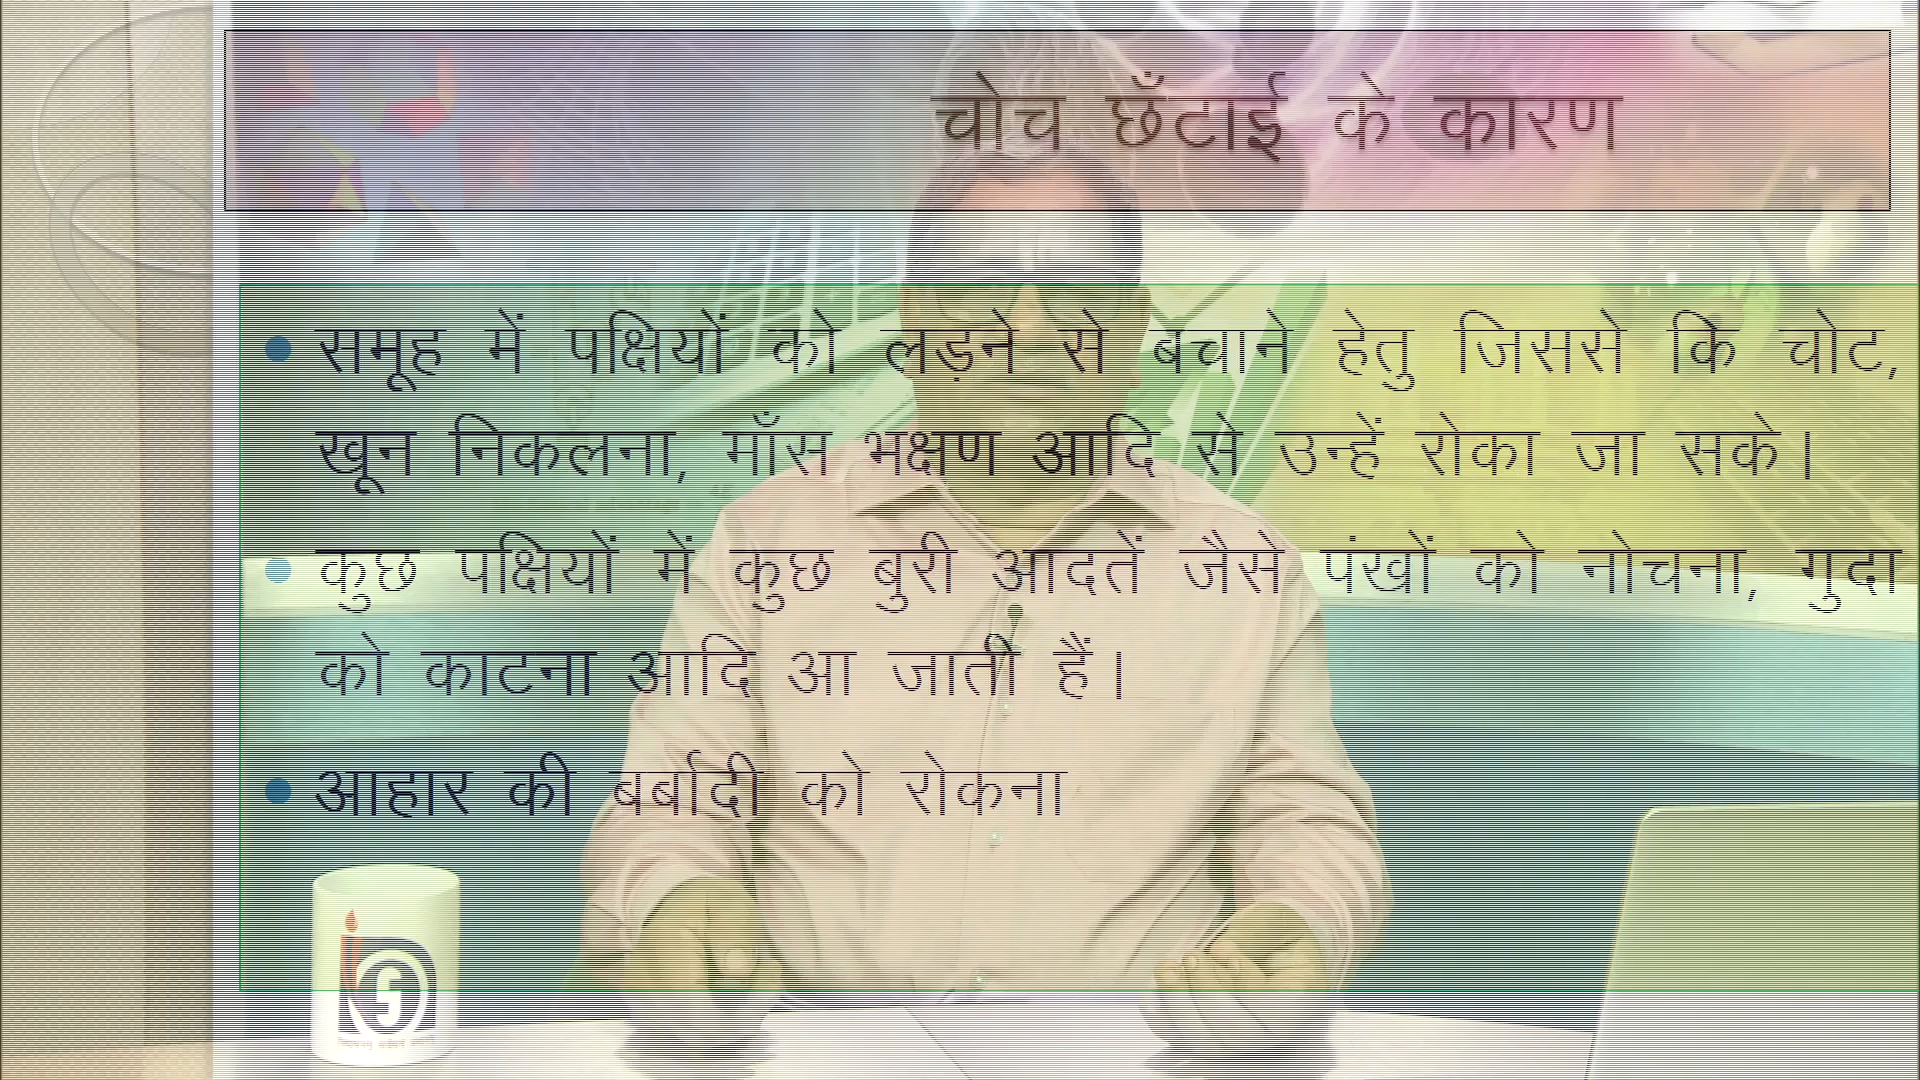 चोंच छँटाई के कारण
समूह में पक्षियों को लड़ने से बचाने हेतु जिससे कि चोट,
खून निकलना, माँस भक्षण आदि से उन्हें रोका जा सके।
कुछ पक्षियों में कुछ बुरी आदतें जैसे पंखों को नोचना, गुदा
को काटना आदि आ जाती हैं।
आहार की बर्बादी को रोकना